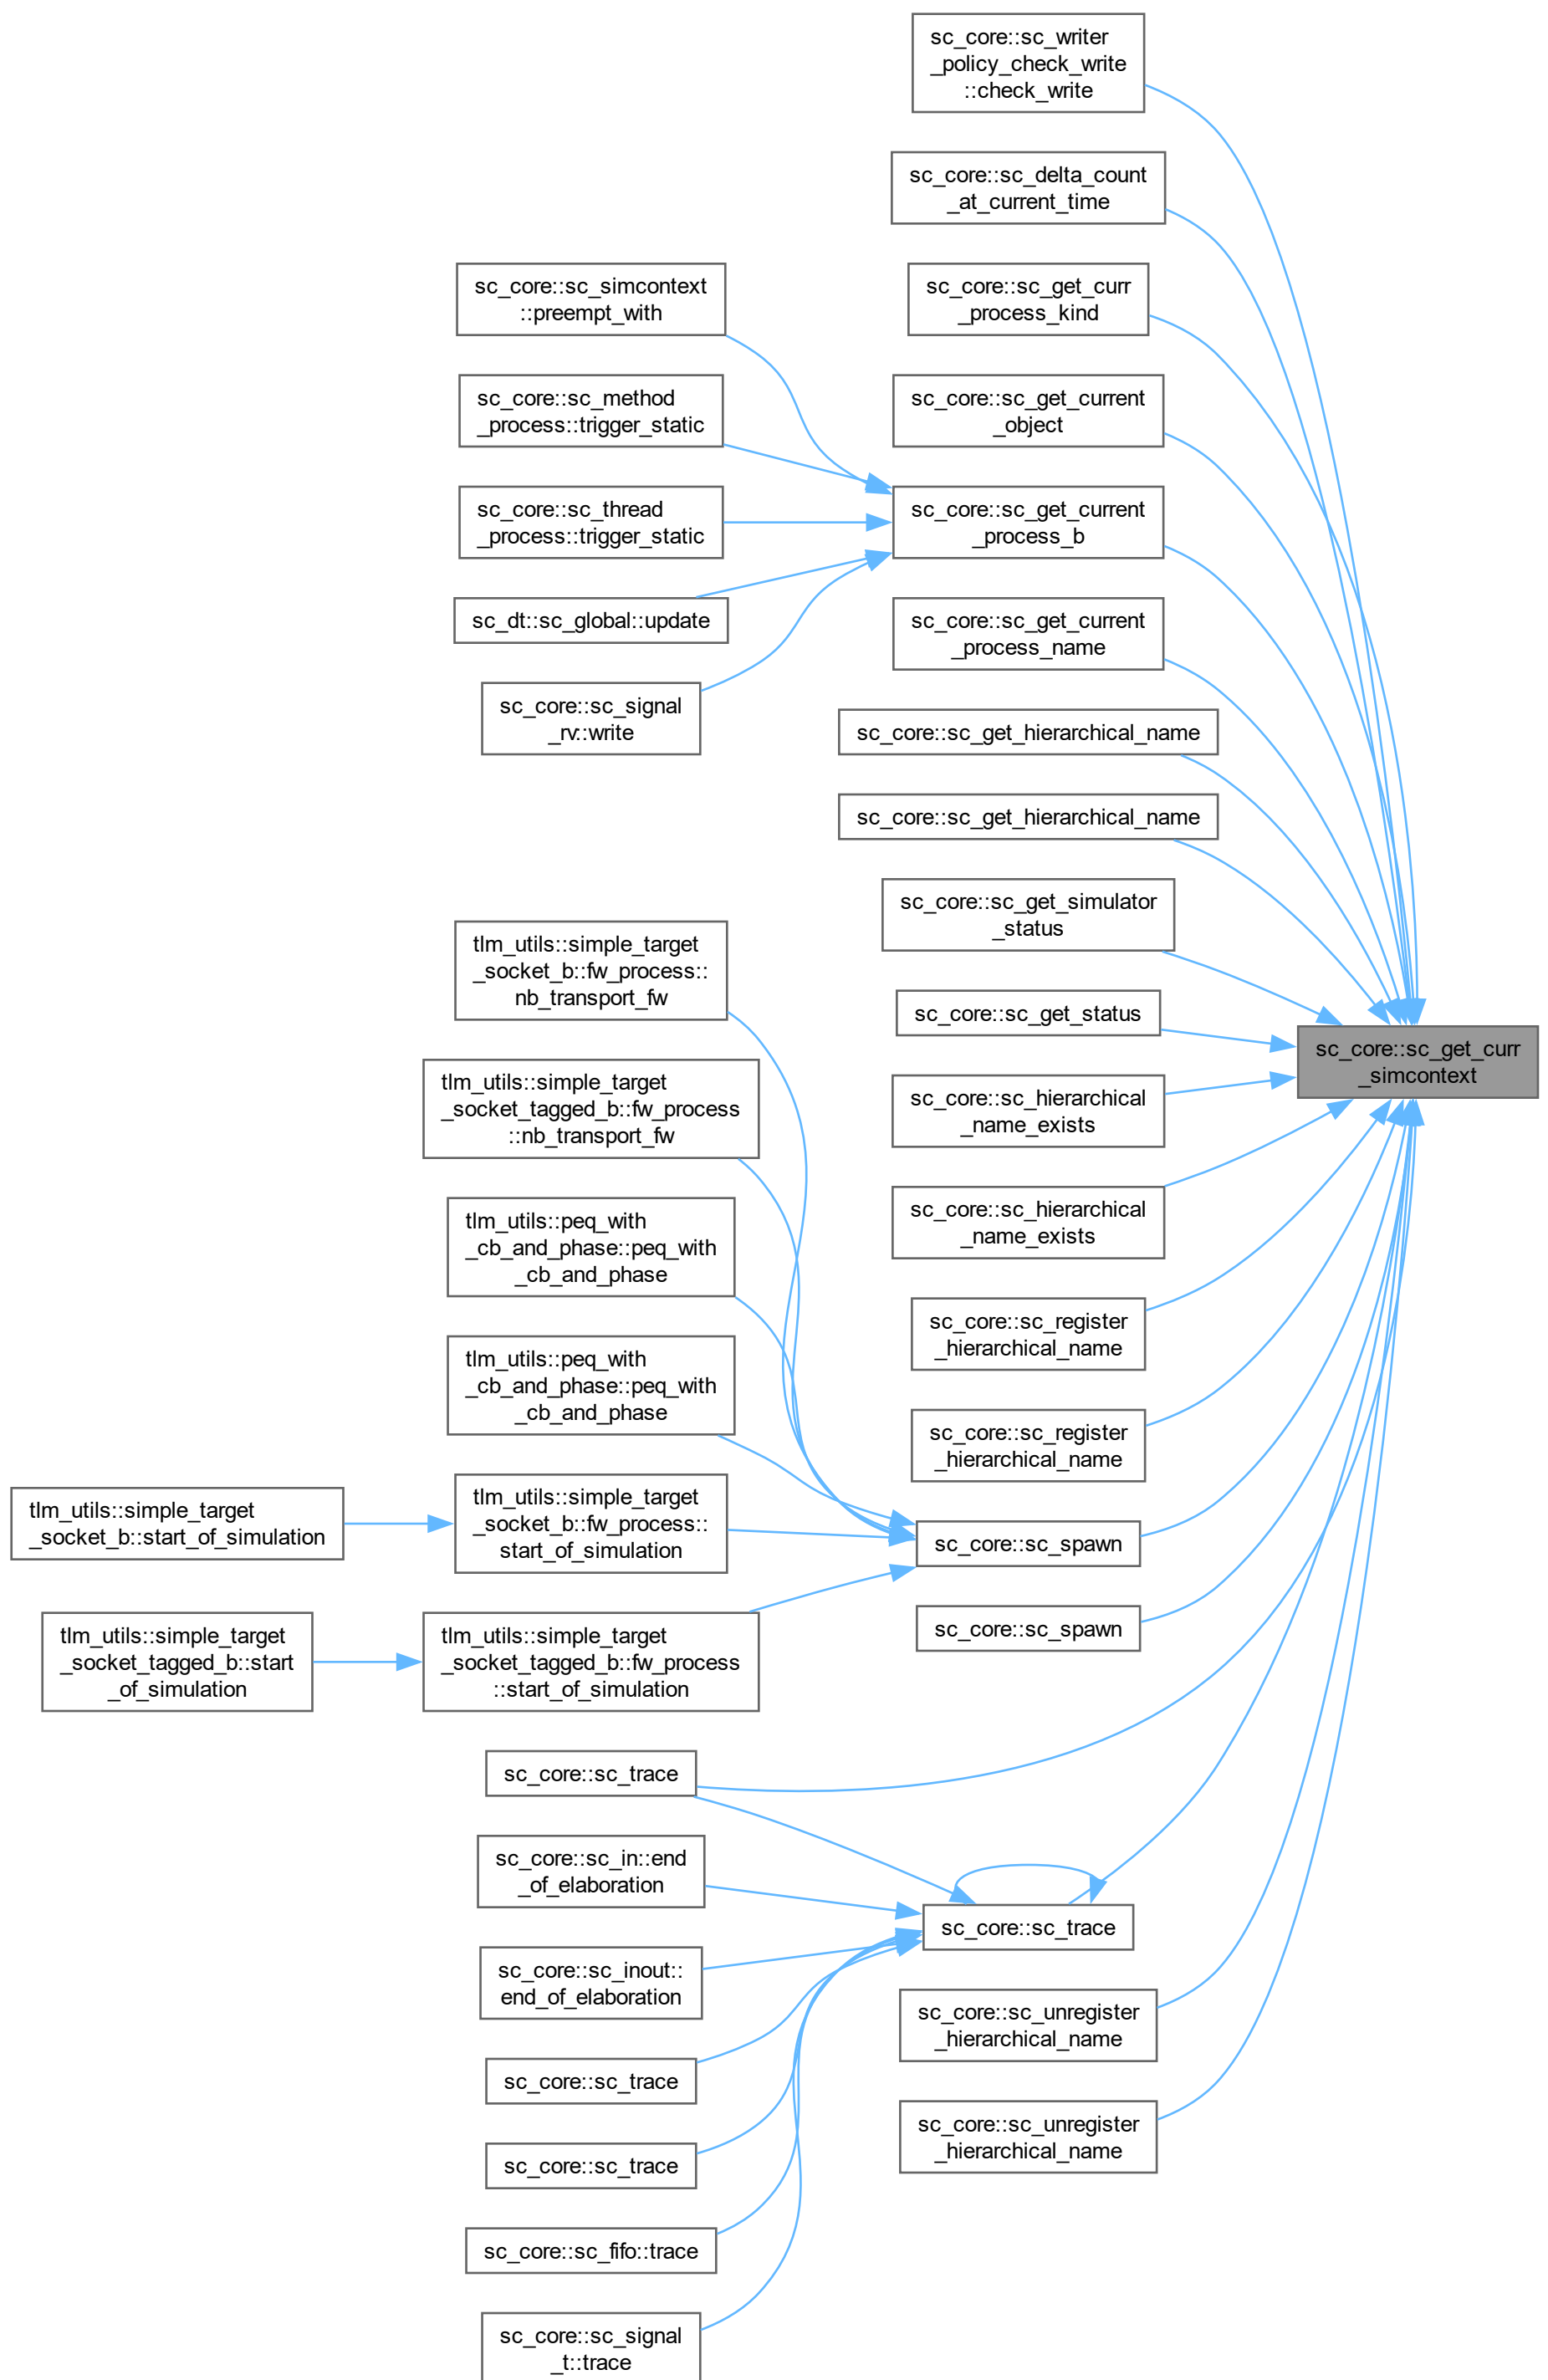 sc_core::sc_writer
_policy_check_write
::check_write
sc_core::sc_delta_count
_at_current_time
sc_core::sc_simcontext
::preempt_with
sc_core::sc_get_curr
_process_kind
sc_core::sc_method
_process::trigger_static
sc_core::sc_get_current
_object
sc_core::sc_thread
_process::trigger_static
sc_core::sc_get_current
_process_b
sc_dt::sc_global::update
sc_core::sc_get_current
_process_name
sc_core::sc_signal
_rv::write
sc_core::sc_get_hierarchical_name
sc_core::sc_get_hierarchical_name
sc_core::sc_get_simulator
_status
tlm_utils::simple_target
_socket_b::fw_process::
nb_transport_fw
sc_core::sc_get_status
sc_core::sc_get_curr
_simcontext
tlm_utils::simple_target
_socket_tagged_b::fw_process
::nb_transport_fw
sc_core::sc_hierarchical
_name_exists
tlm_utils::peq_with
_cb_and_phase::peq_with
_cb_and_phase
sc_core::sc_hierarchical
_name_exists
sc_core::sc_register
_hierarchical_name
tlm_utils::peq_with
_cb_and_phase::peq_with
_cb_and_phase
sc_core::sc_register
_hierarchical_name
tlm_utils::simple_target
_socket_b::start_of_simulation
tlm_utils::simple_target
_socket_b::fw_process::
start_of_simulation
sc_core::sc_spawn
sc_core::sc_spawn
tlm_utils::simple_target
_socket_tagged_b::start
_of_simulation
tlm_utils::simple_target
_socket_tagged_b::fw_process
::start_of_simulation
sc_core::sc_trace
sc_core::sc_in::end
_of_elaboration
sc_core::sc_trace
sc_core::sc_inout::
end_of_elaboration
sc_core::sc_unregister
_hierarchical_name
sc_core::sc_trace
sc_core::sc_unregister
_hierarchical_name
sc_core::sc_trace
sc_core::sc_fifo::trace
sc_core::sc_signal
_t::trace